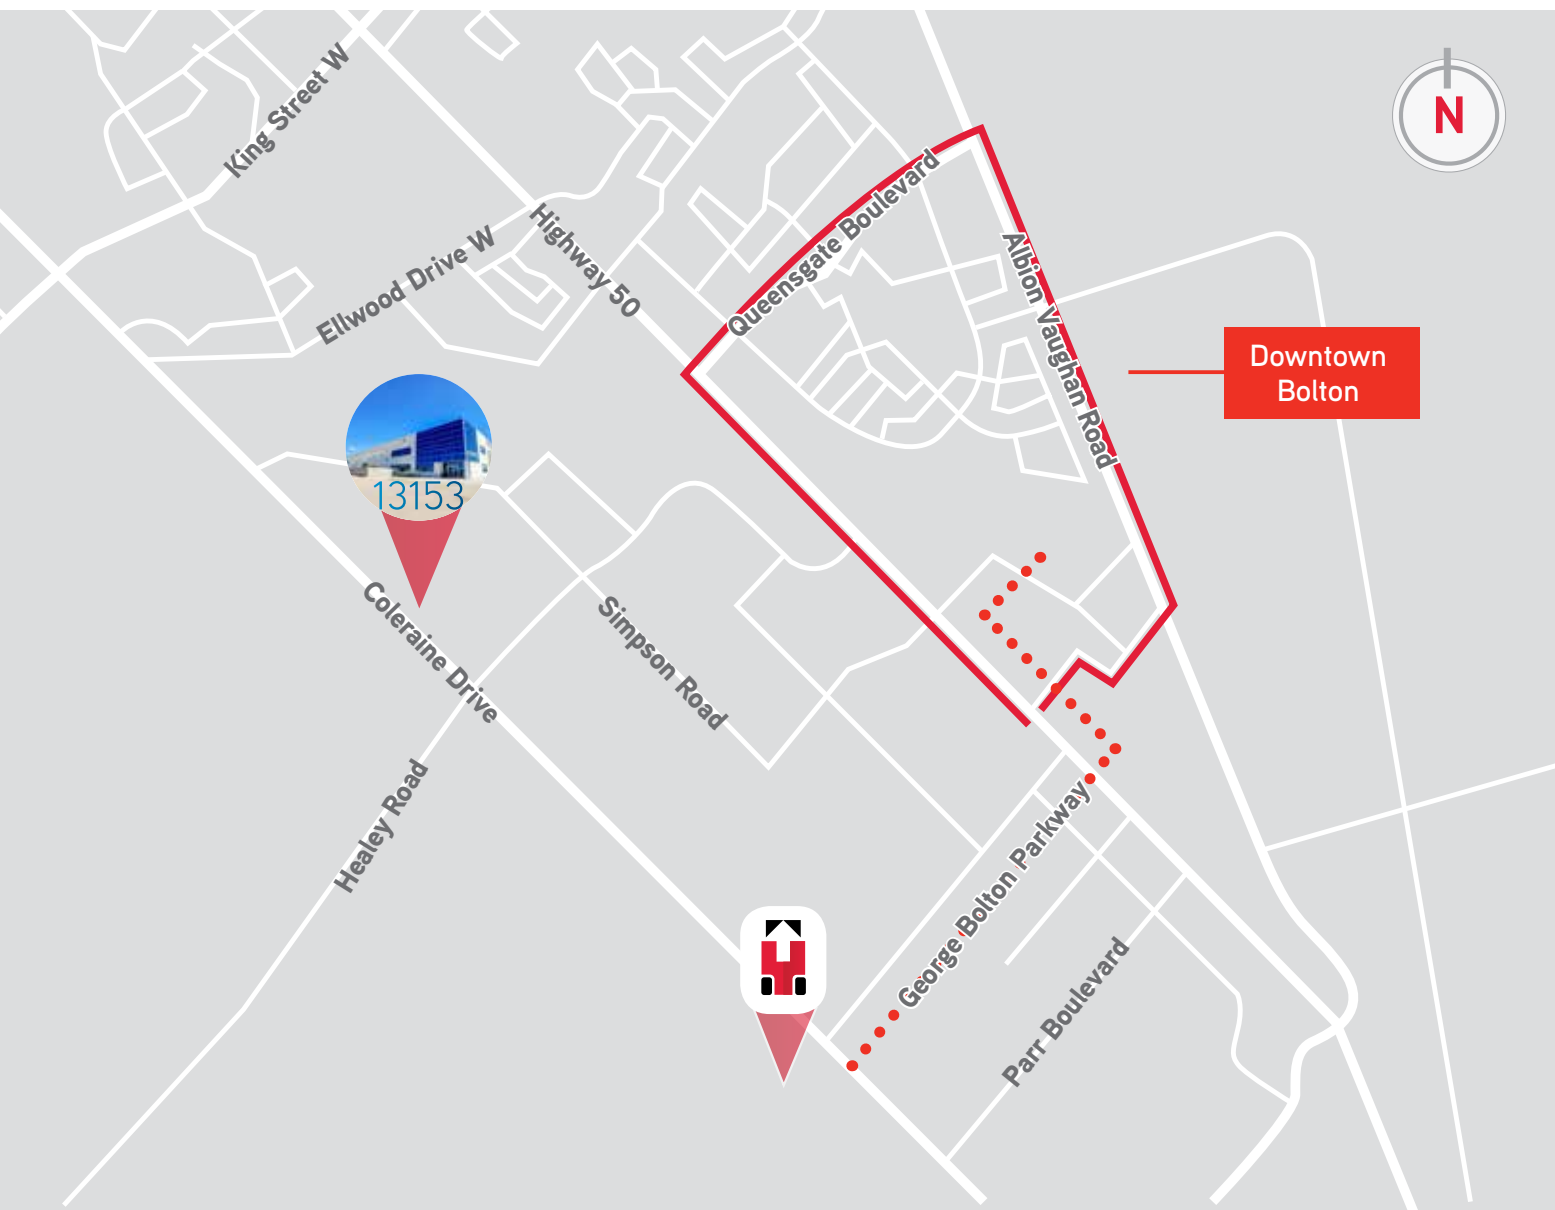 King Street W
N
Ellwood Drive W
Highway 50
Queensgate Boulevard
Albion Vaughan Road
Downtown
Bolton
13153
Coleraine Drive
Simpson Road
Healey Road
George Bolton Parkway
Parr Boulevard